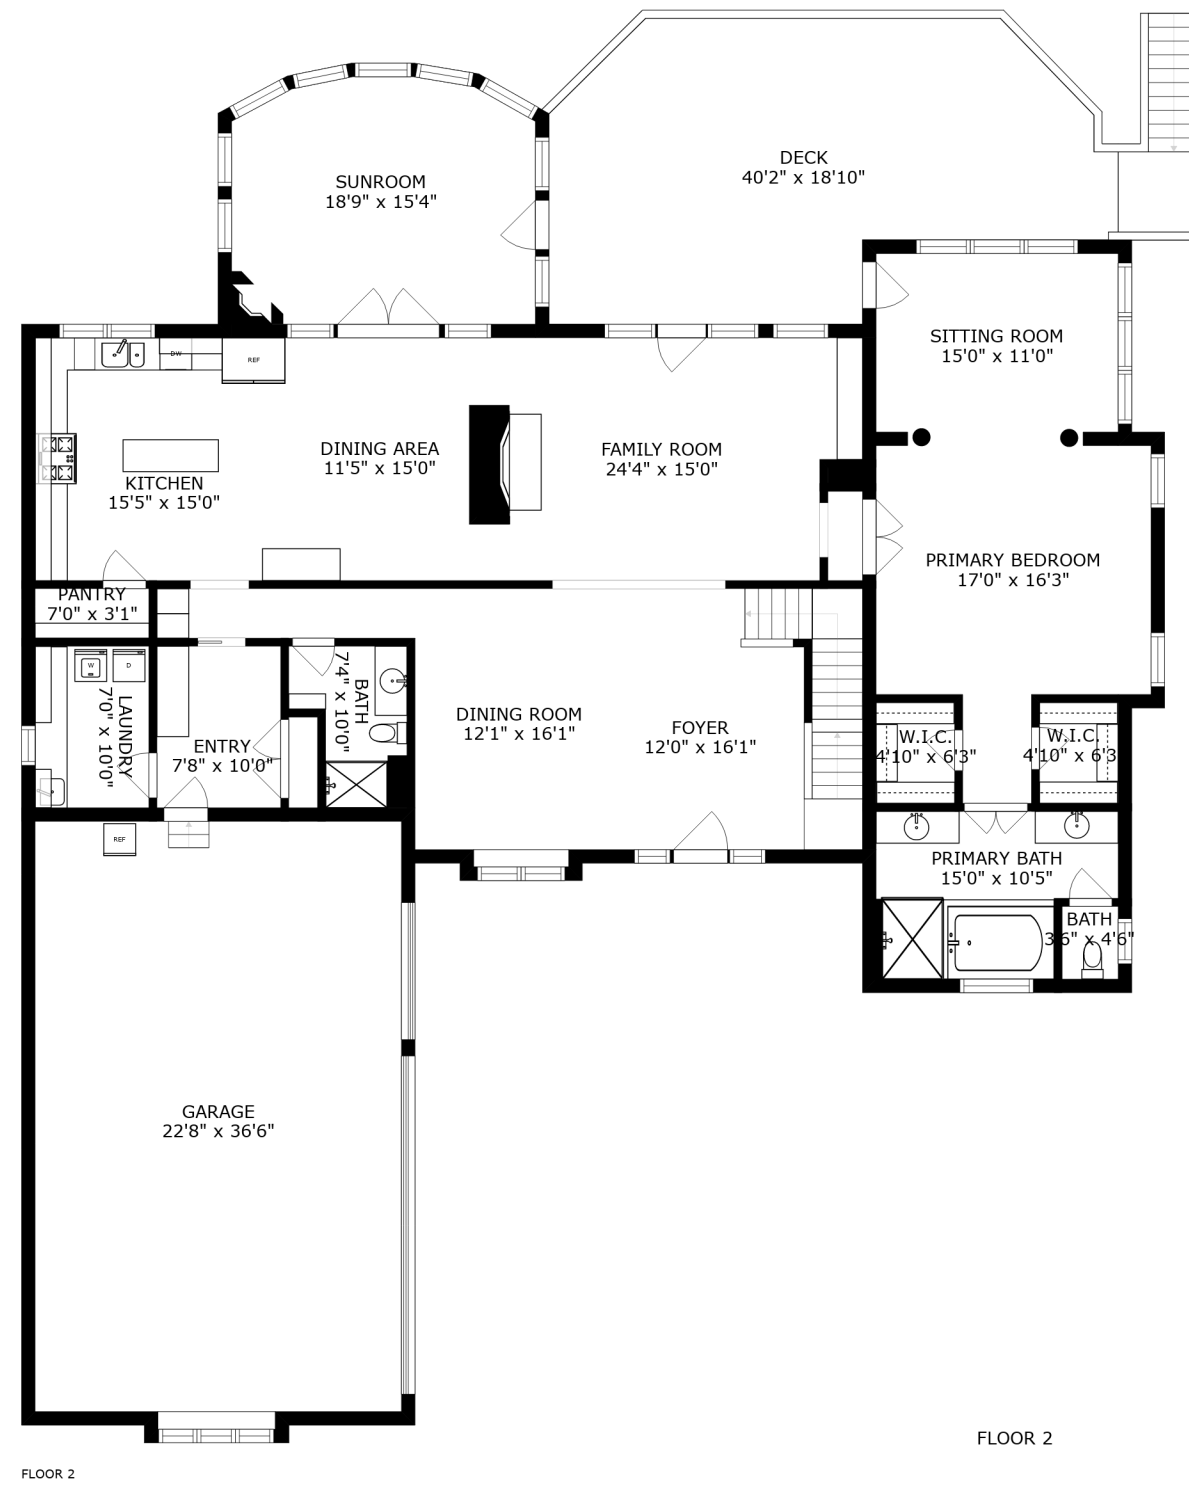 DECK
40'2" x 18'10"
SUNROOM
18'9" x 15'4"
SITTING ROOM
15'0" x 11'0"
DW
REF
DINING AREA
11'5" x 15'0"
FAMILY ROOM
24'4" x 15'0"
KITCHEN
15'5" x 15'0"
PRIMARY BEDROOM
17'0" x 16'3"
PANTRY
7'0" x 3'1"
W
D
LAUNDRY
7'0" x 10'0"
BATH
7'4" x 10'0"
ENTRY
7'8" x 10'0"
DINING ROOM
12'1" x 16'1"
FOYER
12'0" x 16'1"
W.I.C.
4'10" x 6'3"
W.I.C.
4'10" x 6'3
REF
PRIMARY BATH
15'0" x 10'5"
BATH
3'6" x 4'6"
GARAGE
22'8" x 36'6"
FLOOR 2
FLOOR 2